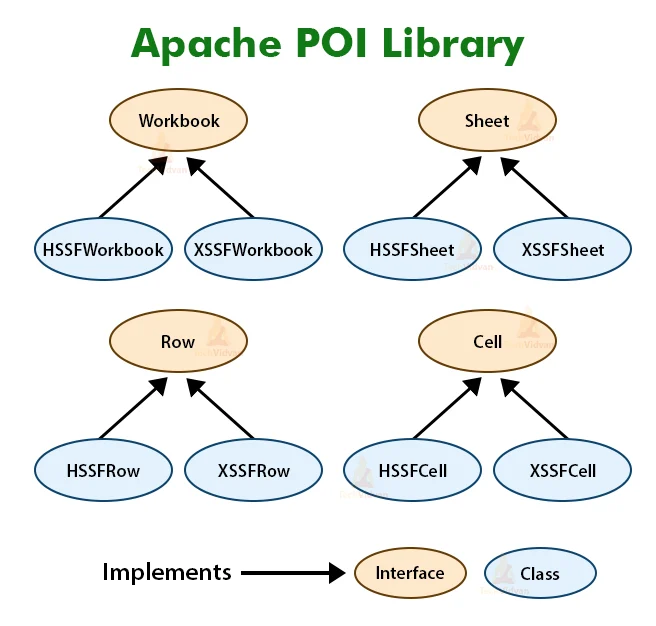 Apache POI Library
Workbook
Sheet
HSSFWorkbook
XSSFWorkbook
HSSFSheet
XSSFSheet
Row
Cell
HSSFRow
XSSFRow
HSSFCell
XSSFCell
Implements
Interface
Class